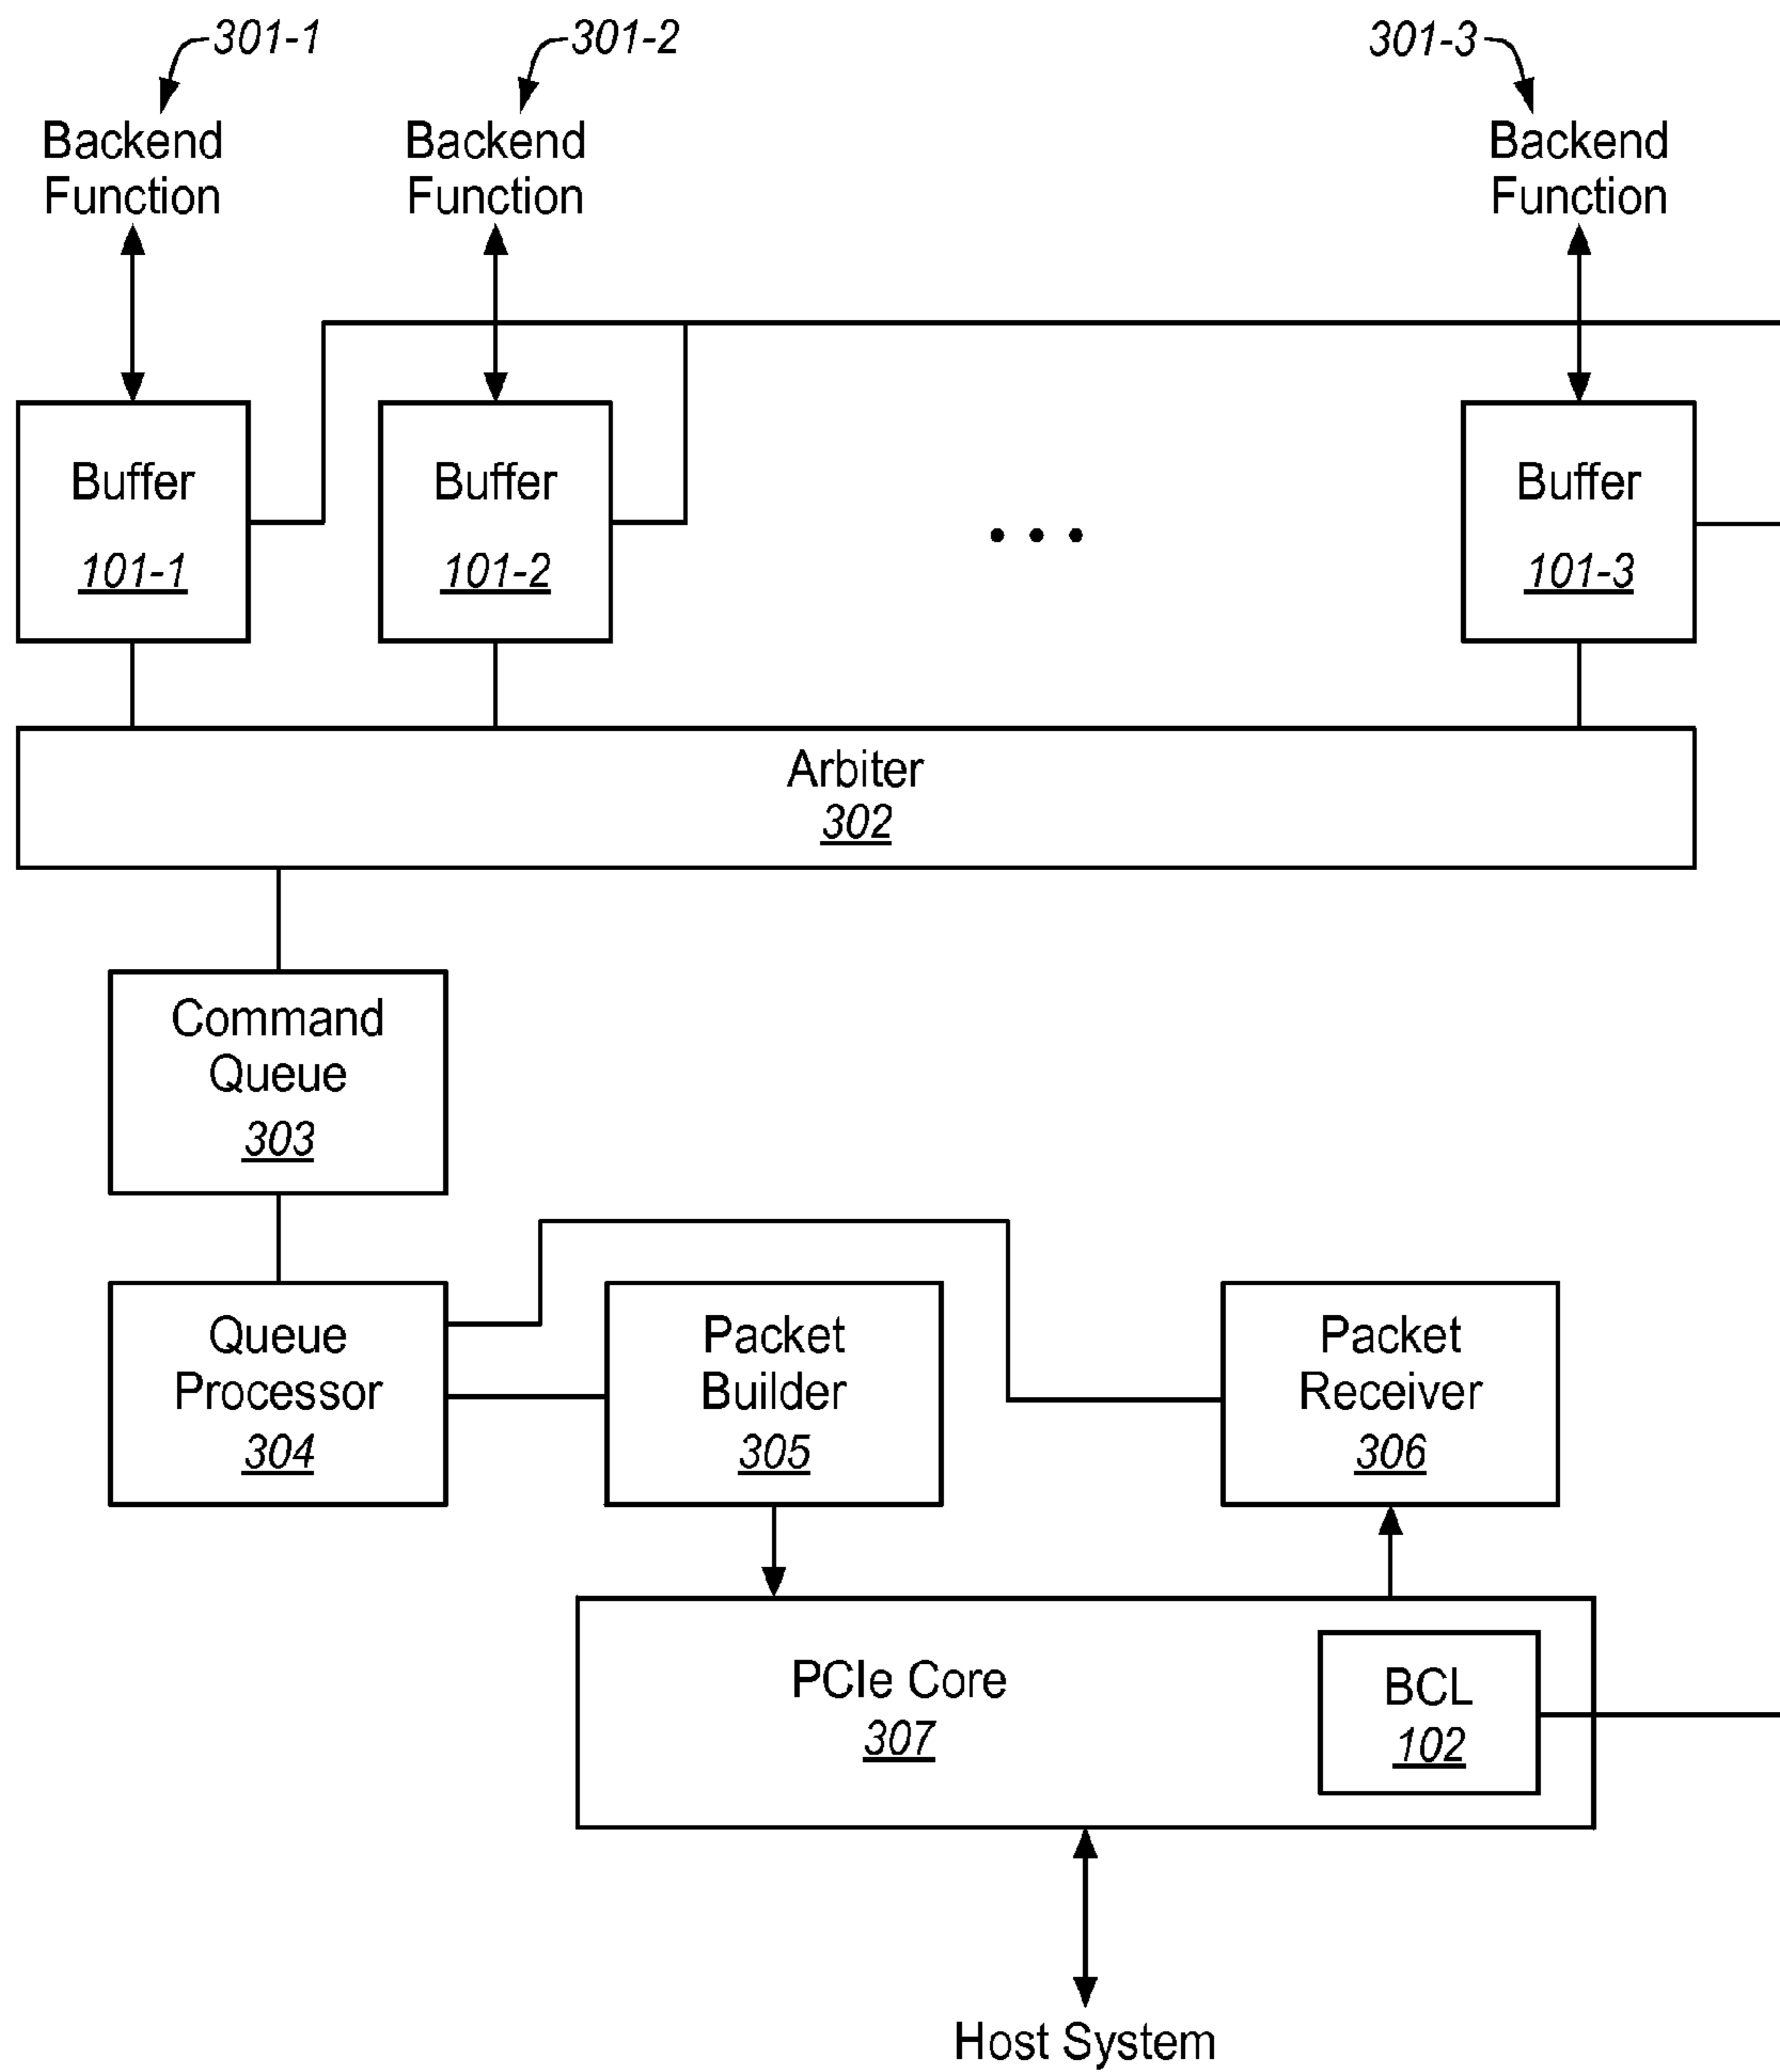 301-1
301-2
301-3
Backend
Function
Backend
Function
Backend
Function
Buffer
101-1
Buffer
101-2
Buffer
101-3
Arbiter
302
Command
Queue
303
Queue
Processor
304
Packet
Builder
305
Packet
Receiver
306
PCIe Core
307
BCL
102
Host System